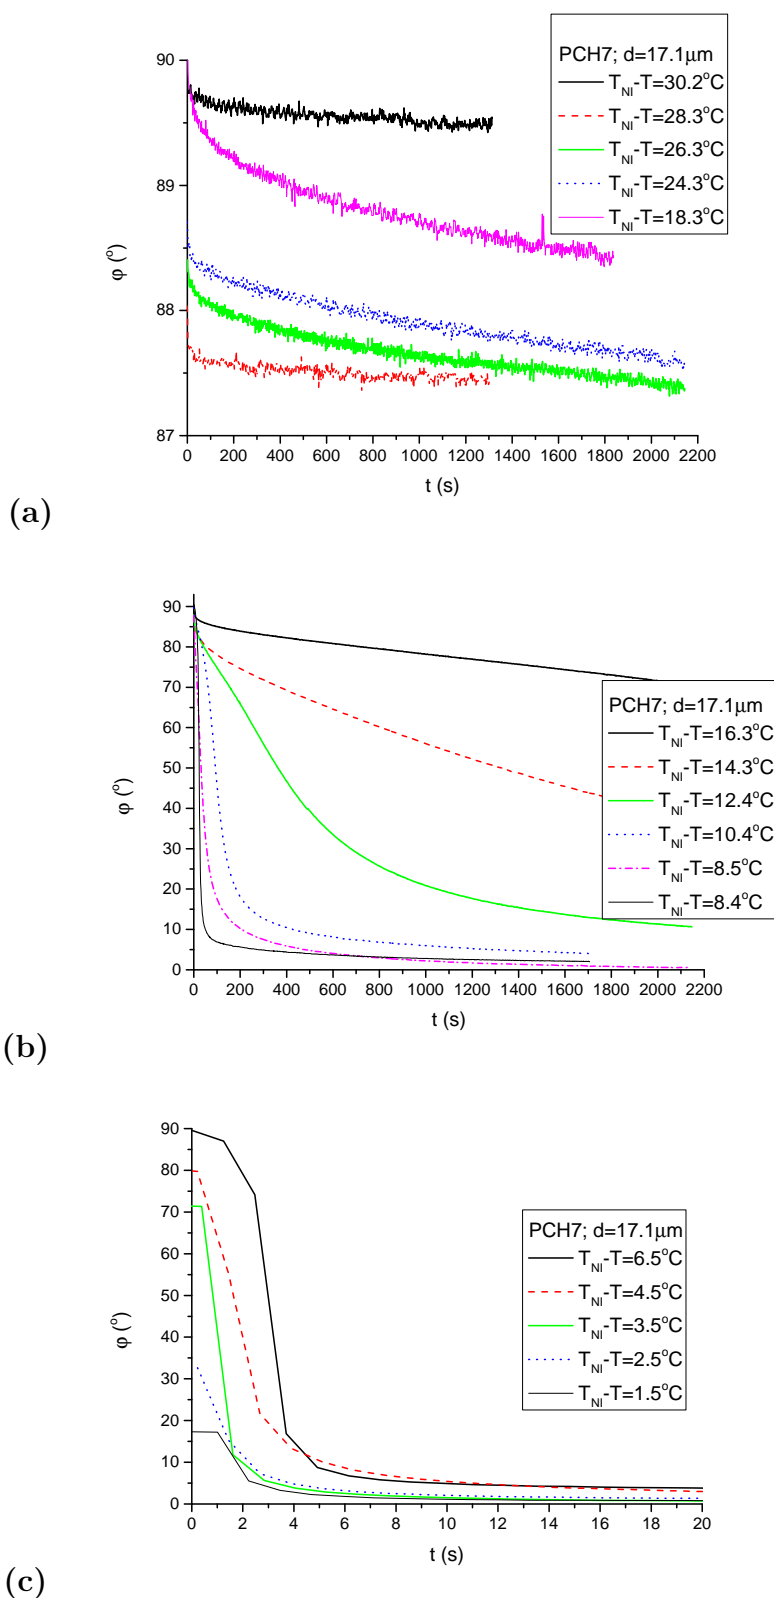 PCH7; d=17.1μm
T_NI-T=30.2°C
T_NI-T=28.3°C
T_NI-T=26.3°C
T_NI-T=24.3°C
T_NI-T=18.3°C
90
89
88
87
φ (°)
0 200 400 600 800 1000 1200 1400 1600 1800 2000 2200
t (s)
(a)
PCH7; d=17.1μm
T_NI-T=16.3°C
T_NI-T=14.3°C
T_NI-T=12.4°C
T_NI-T=10.4°C
T_NI-T=8.5°C
T_NI-T=8.4°C
90
80
70
60
50
40
30
20
10
0
φ (°)
0 200 400 600 800 1000 1200 1400 1600 1800 2000 2200
t (s)
(b)
PCH7; d=17.1μm
T_NI-T=6.5°C
T_NI-T=4.5°C
T_NI-T=3.5°C
T_NI-T=2.5°C
T_NI-T=1.5°C
90
80
70
60
50
40
30
20
10
0
φ (°)
0 2 4 6 8 10 12 14 16 18 20
t (s)
(c)